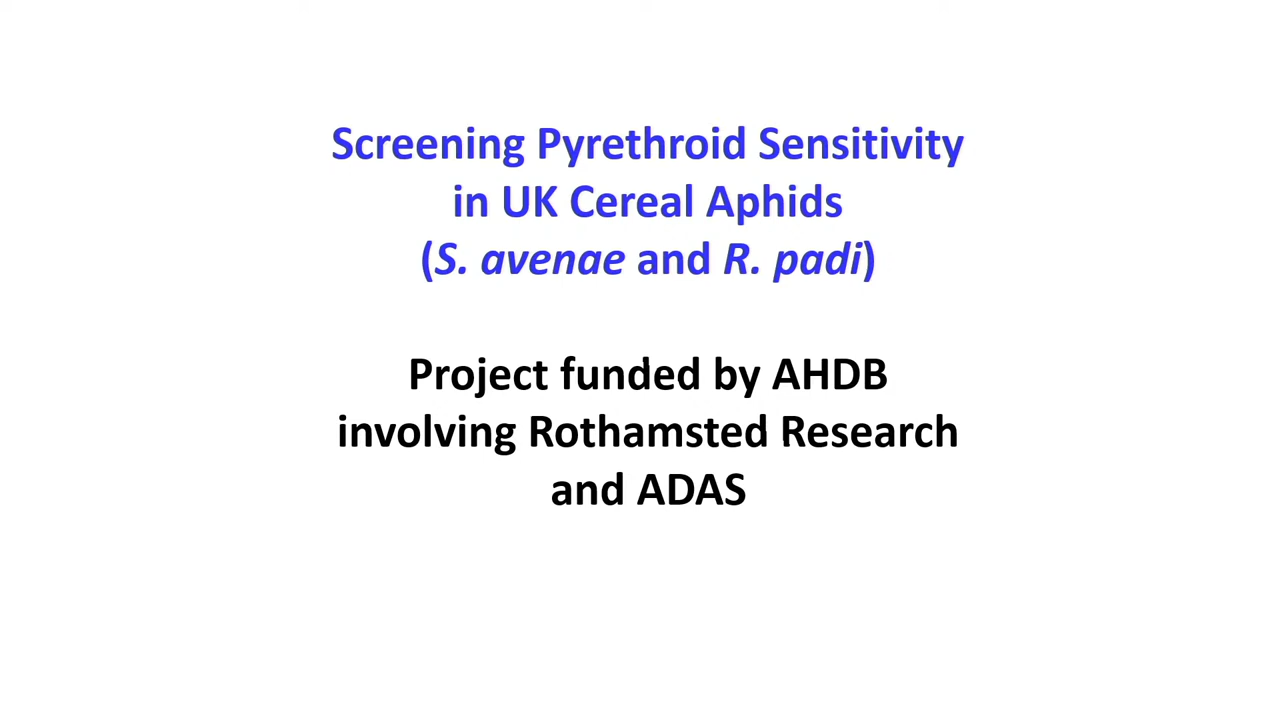 Screening Pyrethroid Sensitivity
in UK Cereal Aphids
(S. avenae and R. padi)
Project funded by AHDB
involving Rothamsted Research
and ADAS